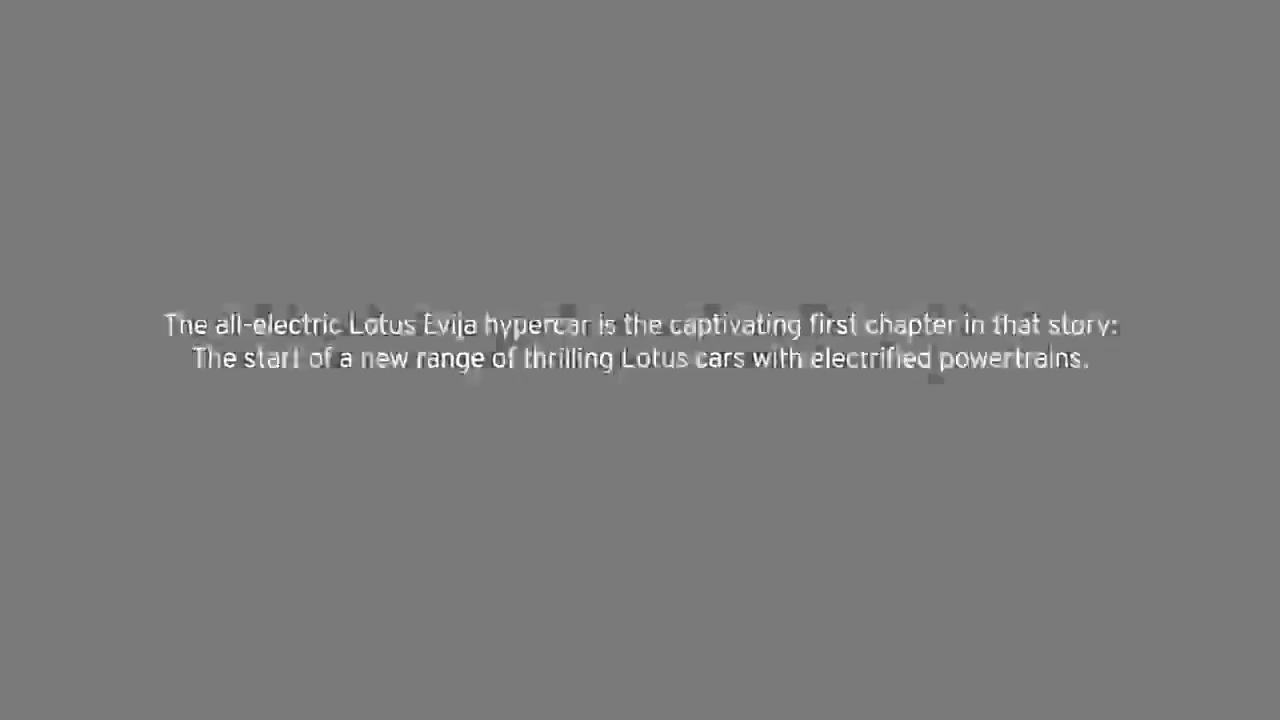 The all-electric Lotus Evija hypercar is the captivating first chapter in that story:
The start of a new range of thrilling Lotus cars with electrified powertrains.